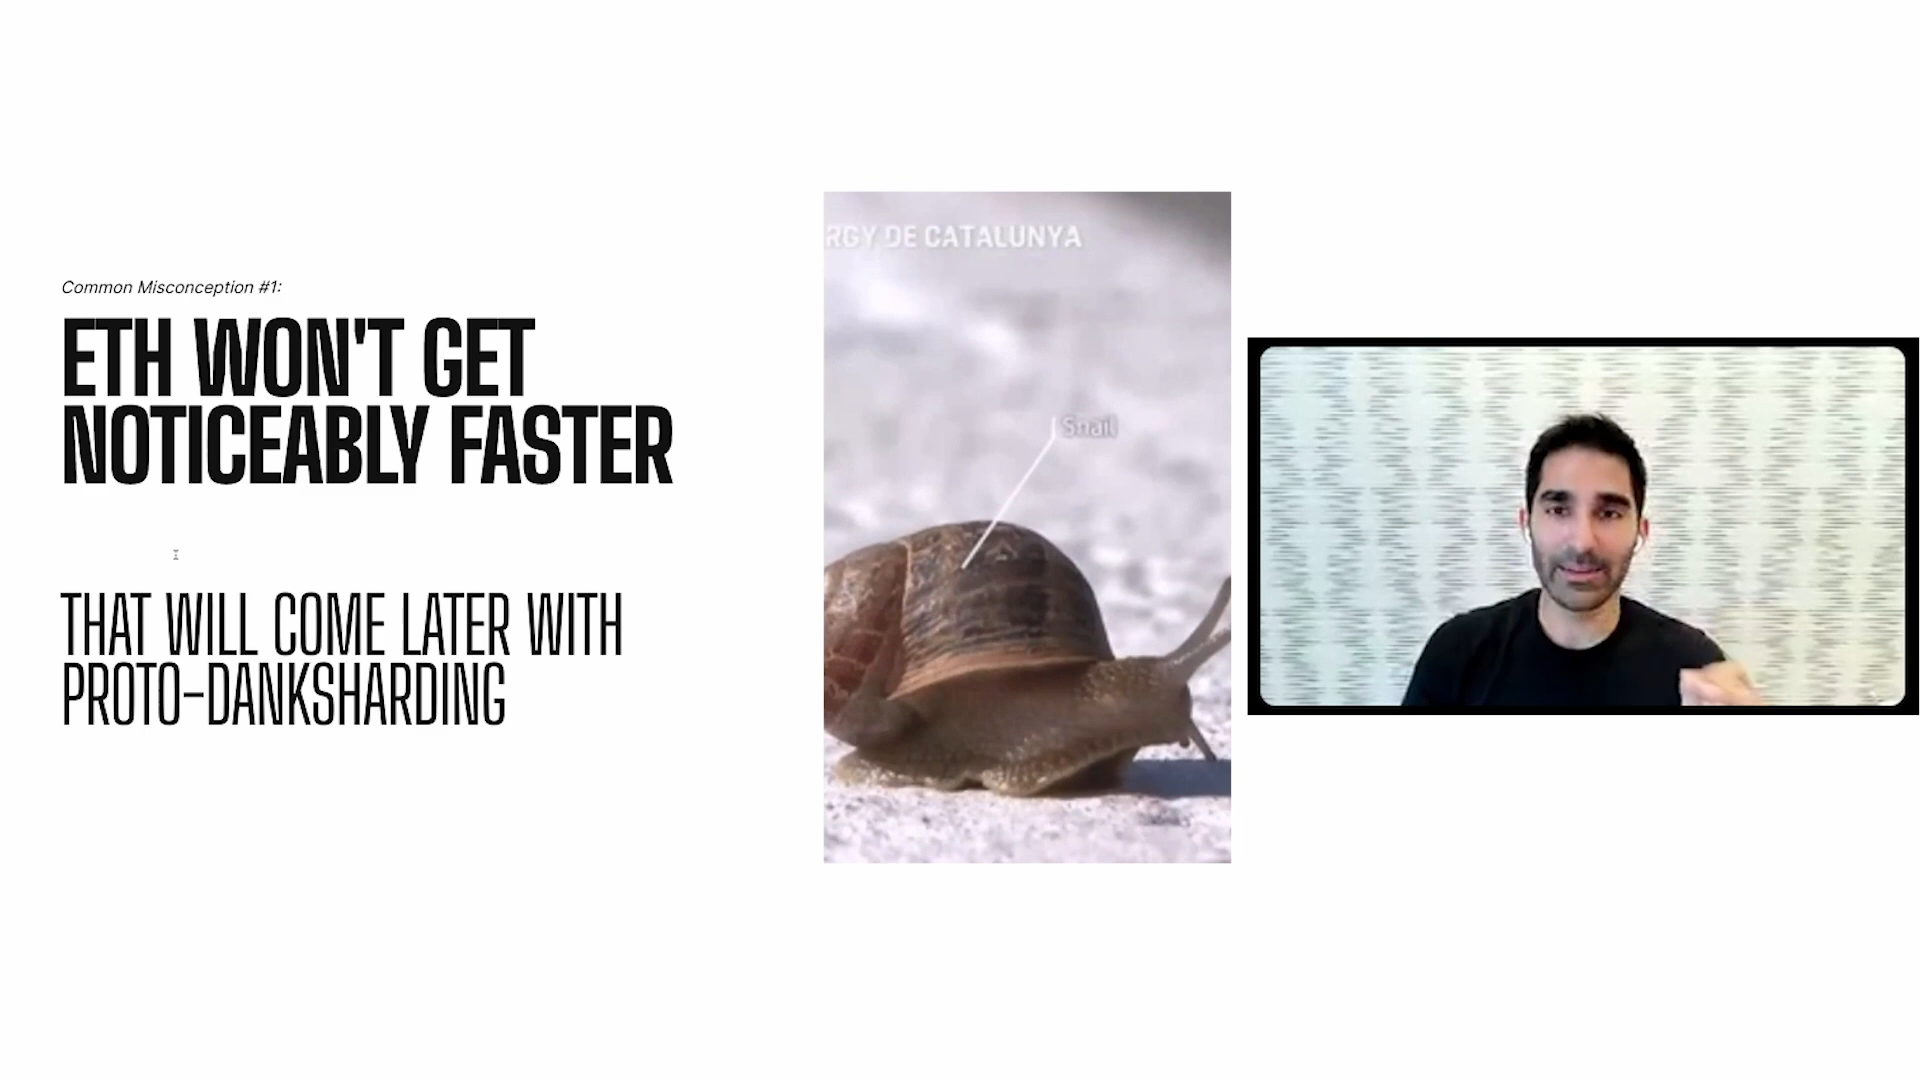 Common Misconception #1:
ETH WON'T GET
NOTICEABLY FASTER
THAT WILL COME LATER WITH
PROTO-DANKSHARDING
RGY DE CATALUNYA
Snail